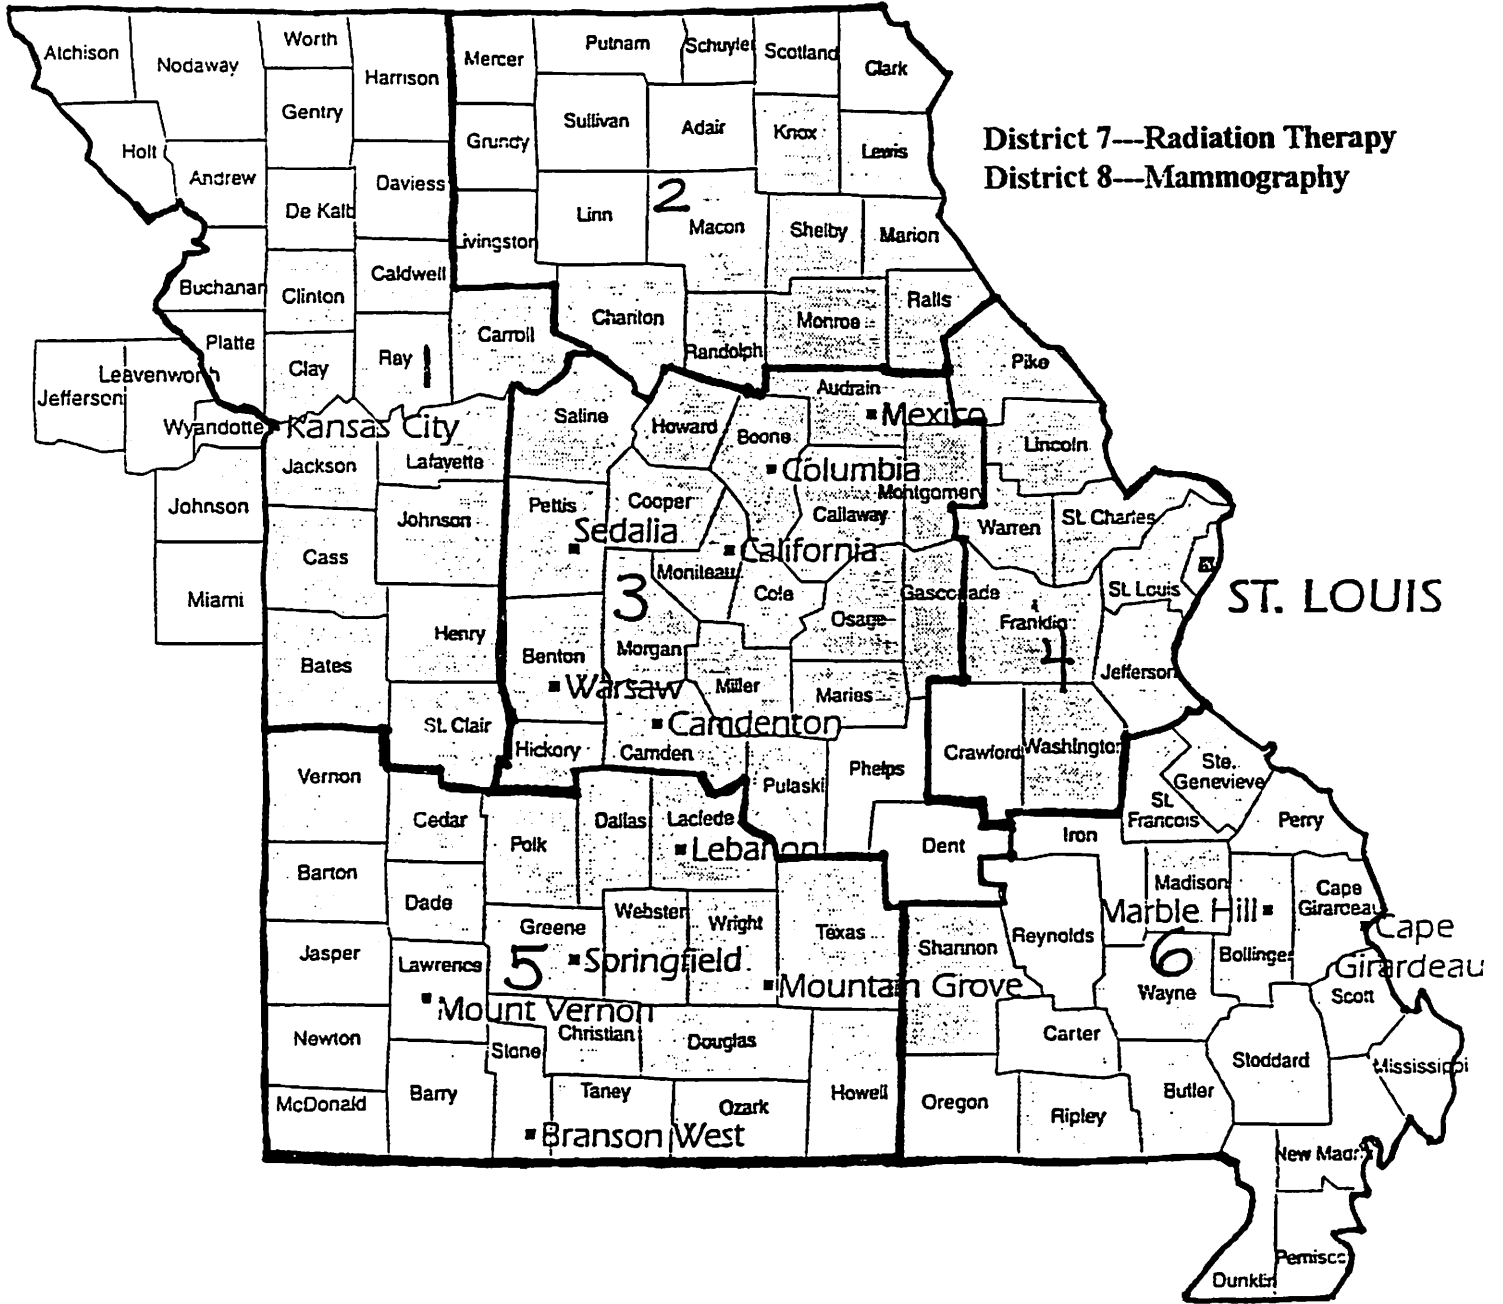 Atchison
Nodaway
Worth
Harrison
Mercer
Putnam
Schuyler
Scotland
Clark
Gentry
Sullivan
Adair
Knox
Lewis
Grundy
Holt
Andrew
De Kalb
Daviess
District 7---Radiation Therapy
District 8---Mammography
Linn
2
Macon
Shelby
Marion
Livingston
Buchanan
Clinton
Caldwell
Ralls
Monroe
Chariton
Carroll
Randolph
Platte
Clay
Ray
1
Pike
Leavenworth
Jefferson
Audrain
Mexico
Saline
Howard
Boone
Wyandotte
Kansas City
Lincoln
Jackson
Lafayette
Columbia
Montgomery
Pettis
Cooper
Callaway
Johnson
Johnson
Sedalia
California
Warren
St. Charles
Cass
Moniteau
Cole
Gasconade
St. Louis
ST. LOUIS
Miami
3
Osage
Franklin
4
Henry
Morgan
Benton
Bates
Warsaw
Miller
Maries
Jefferson
St. Clair
Camdenton
Hickory
Camden
Crawford
Washington
Vernon
Pulaski
Phelps
Ste.
Genevieve
St.
Francois
Cedar
Polk
Dallas
Laclede
Lebanon
Dent
Iron
Perry
Barton
Dade
Madison
Cape
Girardeau
Webster
Wright
Texas
Greene
Marble Hill
Cape
Girardeau
Jasper
Lawrence
5
Springfield
Shannon
Reynolds
6
Bollinger
Mountain Grove
Wayne
Scott
Mount Vernon
Newton
Stone
Christian
Douglas
Carter
Stoddard
Mississippi
McDonald
Barry
Taney
Ozark
Howell
Oregon
Ripley
Butler
Branson West
New Madr
Pemisc
Dunklin